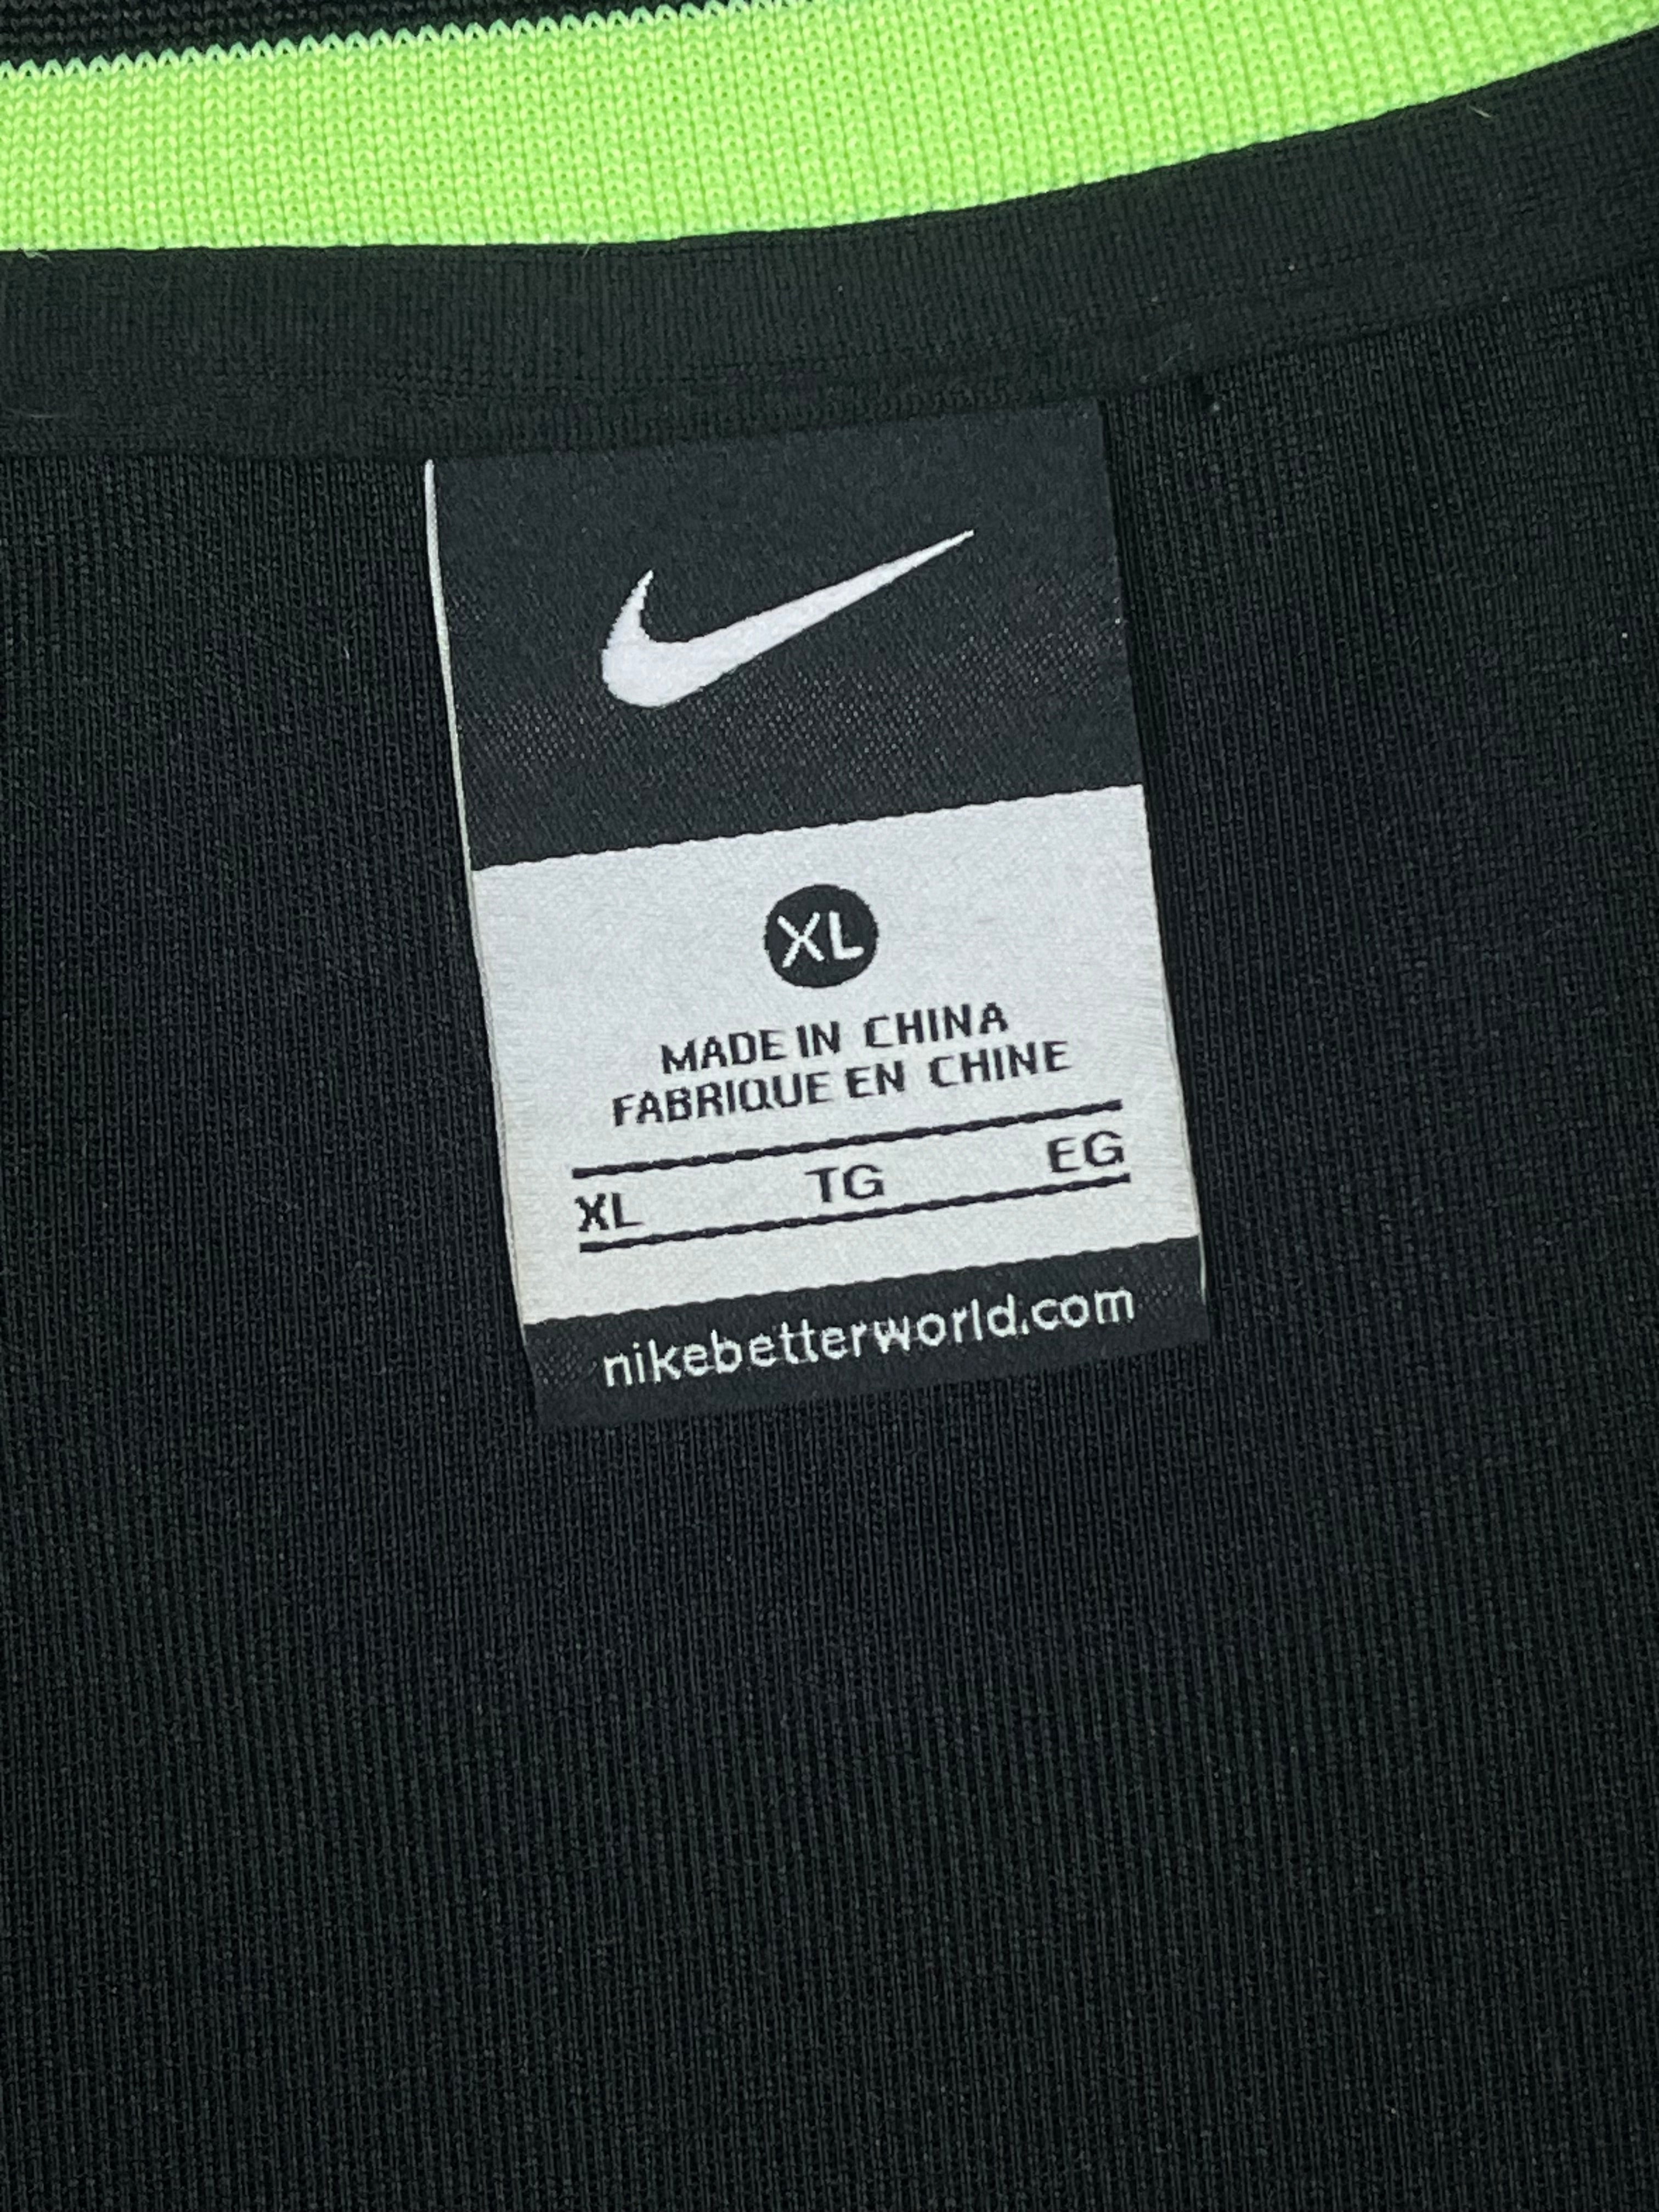 XL
MADE IN CHINA
FABRIQUE EN CHINE
XL TG EG
nikebetterworld.com